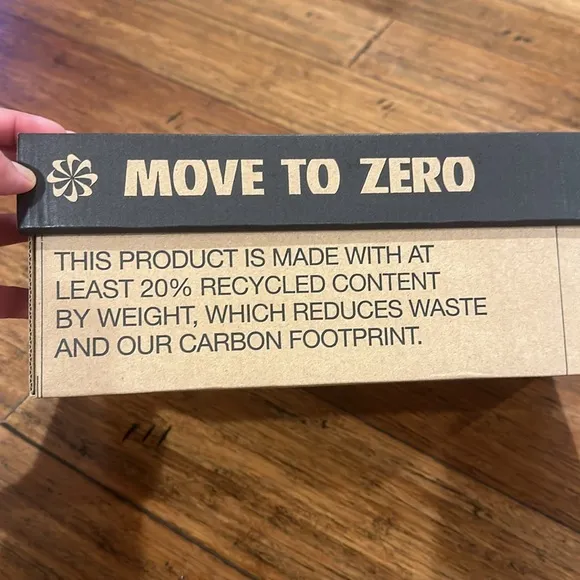 MOVE TO ZERO
THIS PRODUCT IS MADE WITH AT
LEAST 20% RECYCLED CONTENT
BY WEIGHT, WHICH REDUCES WASTE
AND OUR CARBON FOOTPRINT.